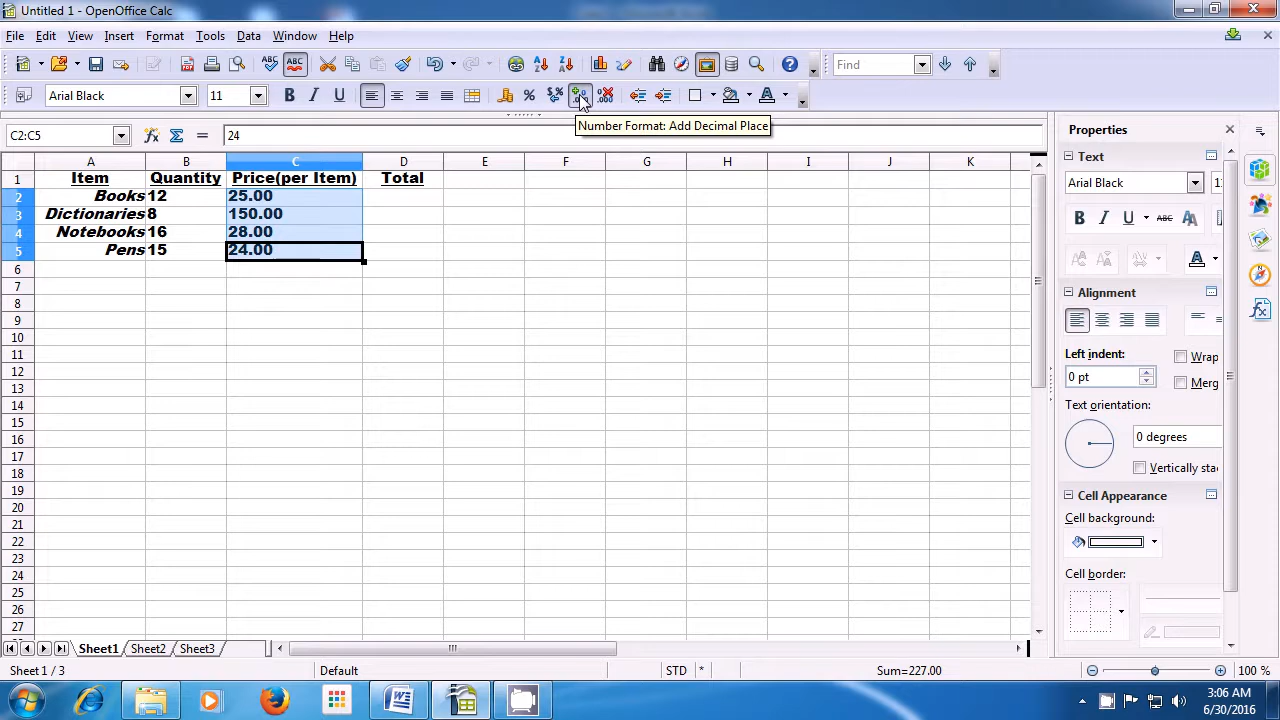 Untitled 1 - OpenOffice Calc
File Edit View Insert Format Tools Data Window Help
Find
Arial Black 11
Number Format: Add Decimal Place
C2:C5 24
A B C D E F G H I J K
1 Item Quantity Price(per Item) Total
2 Books 12 25.00
3 Dictionaries 8 150.00
4 Notebooks 16 28.00
5 Pens 15 24.00
6
7
8
9
10
11
12
13
14
15
16
17
18
19
20
21
22
23
24
25
26
27
Properties
Text
Arial Black
Alignment
Left indent:
Wrap
0 pt
Merg
Text orientation:
0 degrees
Vertically stac
Cell Appearance
Cell background:
Cell border:
Sheet1 Sheet2 Sheet3
Sheet 1 / 3 Default STD * Sum=227.00 100 %
3:06 AM
6/30/2016